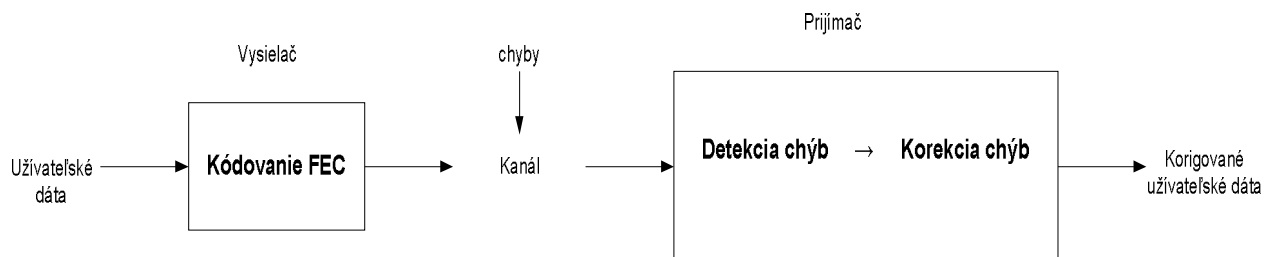 Vysielač
chyby
Prijímač
Užívateľské
dáta
Kódovanie FEC
Kanál
Detekcia chýb → Korekcia chýb
Korigované
užívateľské dáta